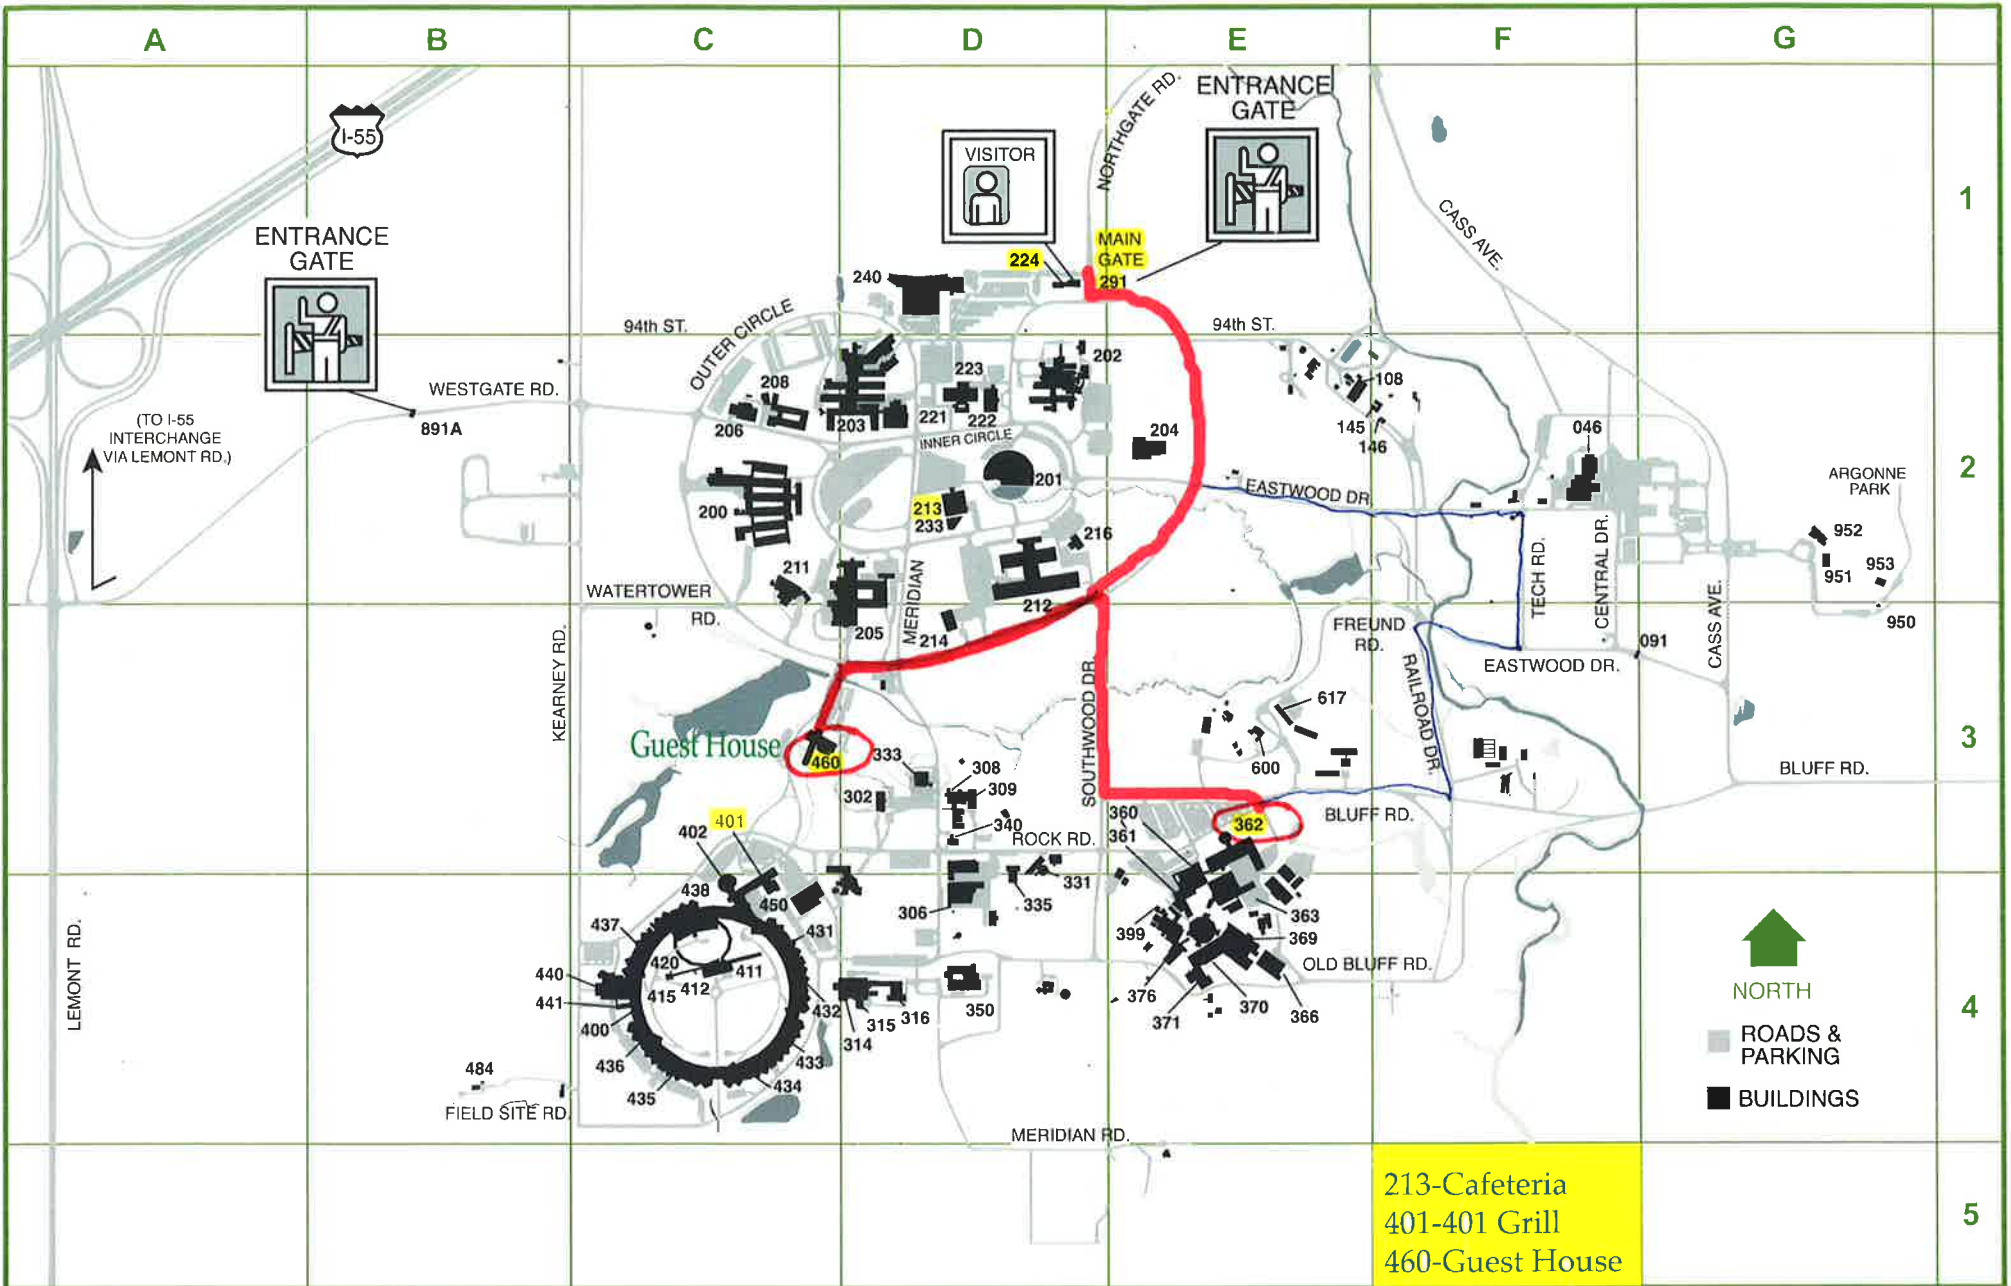 A B C D E F G
I-55
ENTRANCE
GATE
VISITOR
NORTHGATE RD.
ENTRANCE
GATE
CASS AVE.
1
MAIN
GATE
224
291
240
94th ST.
OUTER CIRCLE
94th ST.
WESTGATE RD.
891A
(TO I-55
INTERCHANGE
VIA LEMONT RD.)
208
206
203
223
221
222
202
INNER CIRCLE
204
108
145
146
046
2
ARGONNE
PARK
200
213
233
201
216
EASTWOOD DR.
952
951
953
950
211
WATERTOWER
RD.
205
MERIDIAN
214
212
FREUND
RD.
TECH RD.
CENTRAL DR.
CASS AVE.
091
EASTWOOD DR.
KEARNEY RD.
Guest House
460
333
302
308
309
340
SOUTHWOOD DR.
617
600
RAILROAD DR.
3
BLUFF RD.
401
402
ROCK RD.
360
361
362
BLUFF RD.
438
450
437
431
306
335
331
399
363
369
LEMONT RD.
440
441
400
436
435
420
415
412
411
432
433
434
314
315
316
350
376
371
370
366
OLD BLUFF RD.
NORTH
4
ROADS &
PARKING
BUILDINGS
484
FIELD SITE RD.
MERIDIAN RD.
213-Cafeteria
401-401 Grill
460-Guest House
5